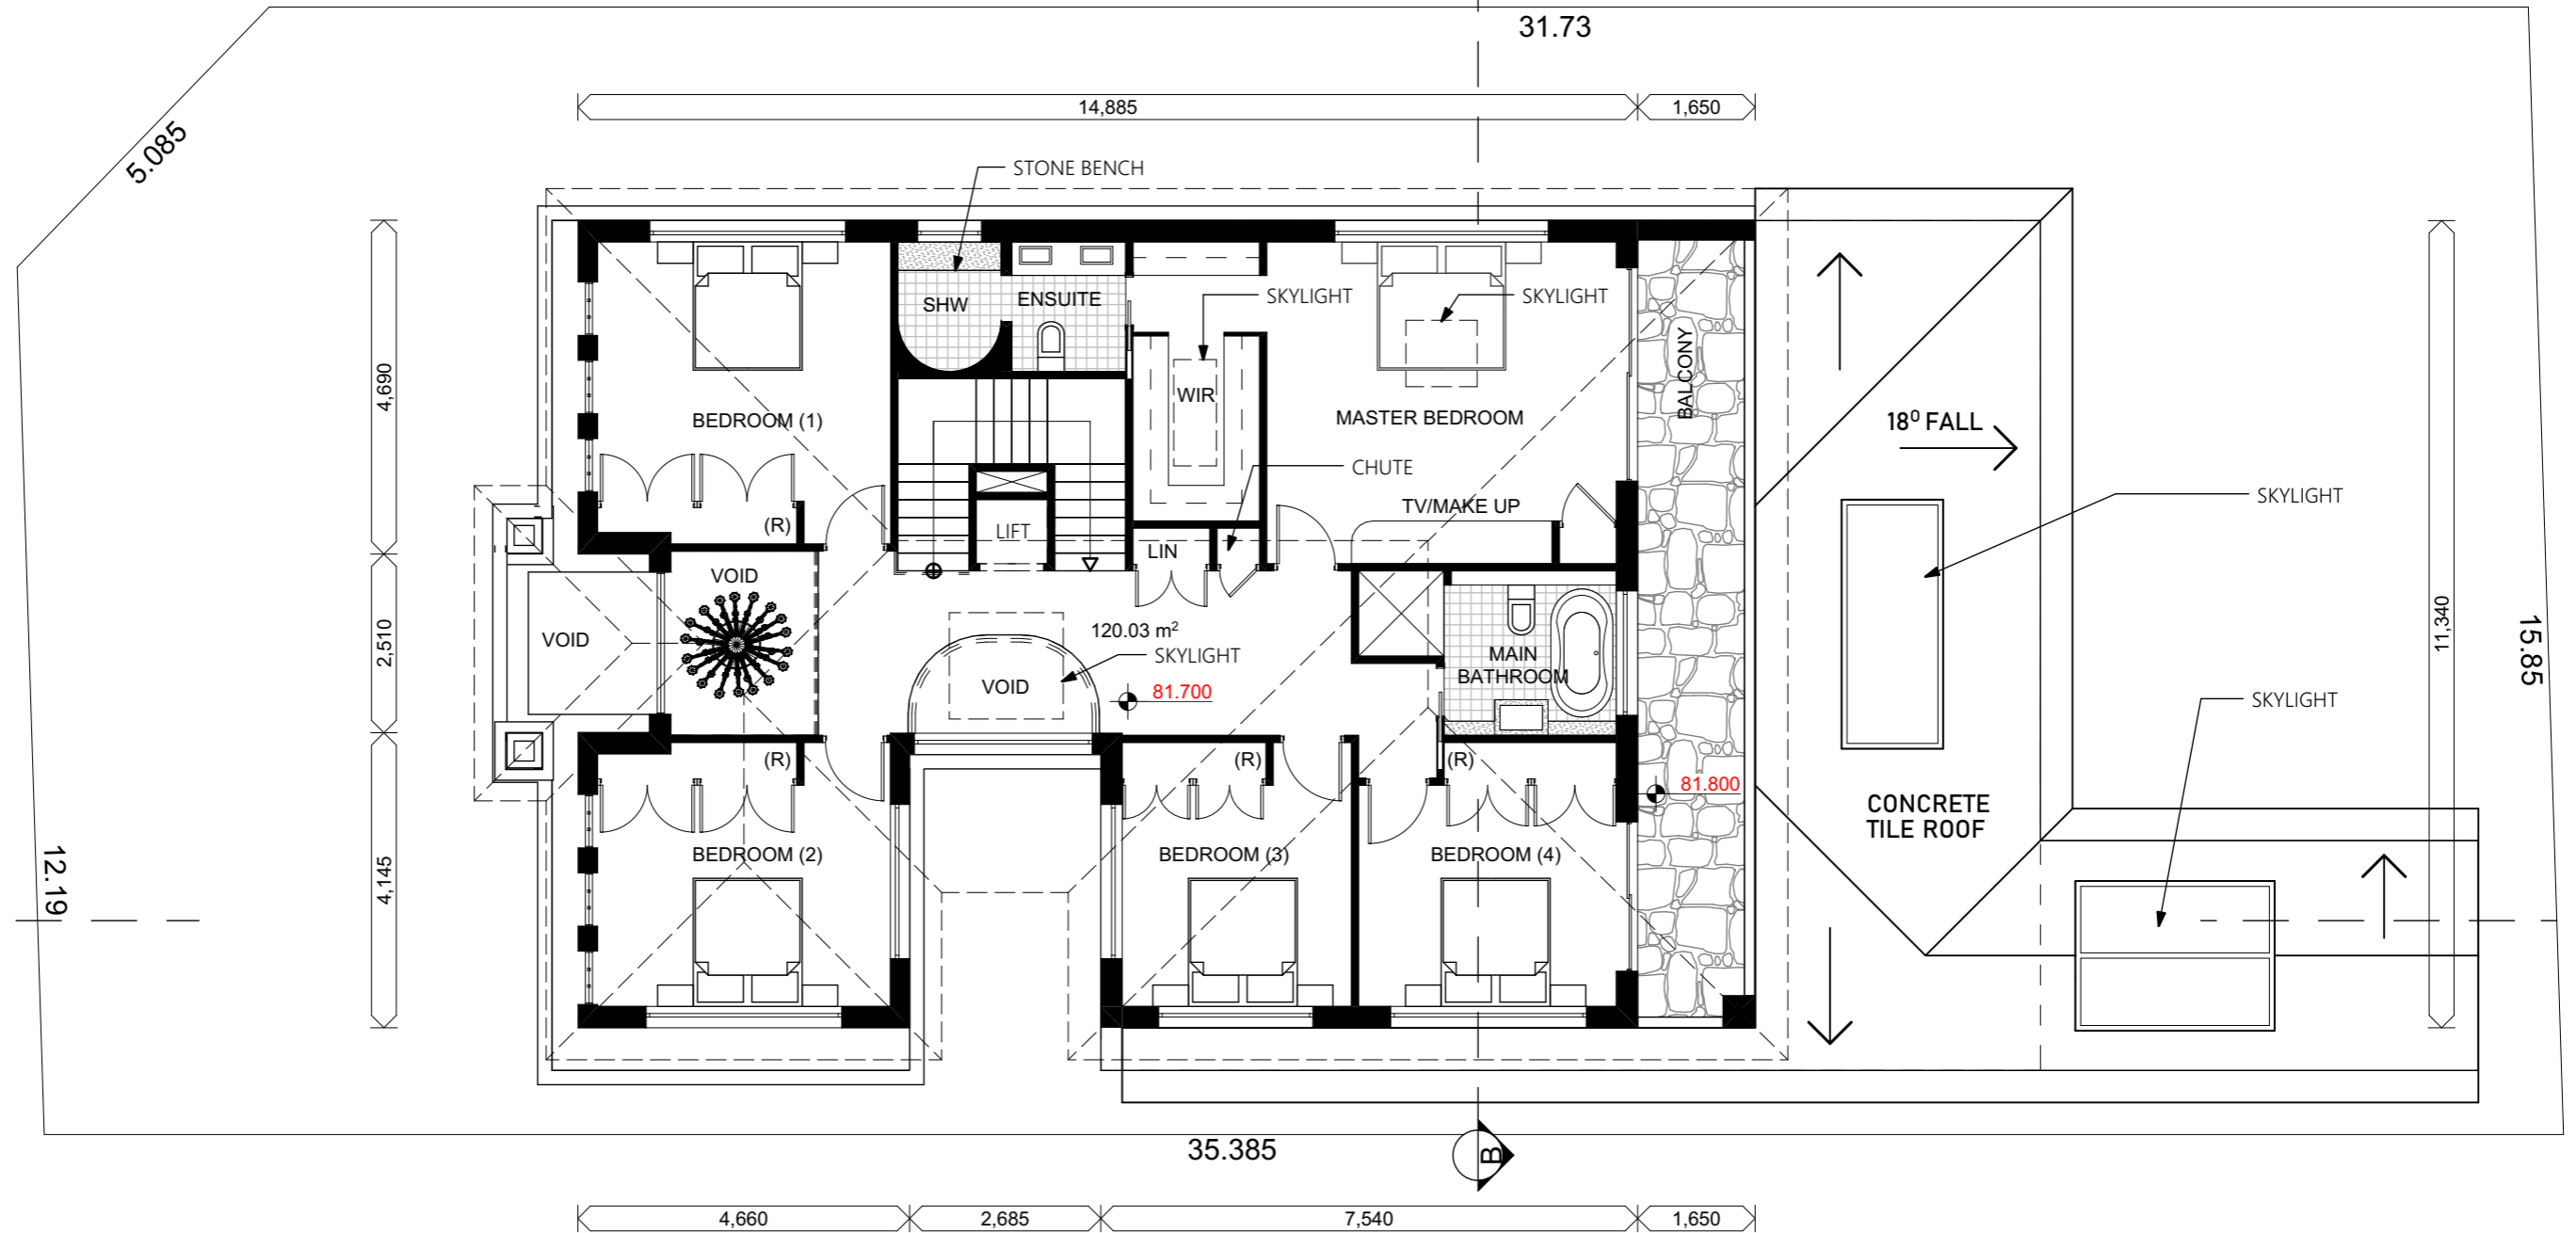 31.73
14,885
1,650
5.085
STONE BENCH
SHW
ENSUITE
SKYLIGHT
SKYLIGHT
BALCONY
4,690
WIR
BEDROOM (1)
MASTER BEDROOM
18⁰ FALL
CHUTE
SKYLIGHT
TV/MAKE UP
(R)
LIFT
LIN
VOID
VOID
2,510
120.03 m²
SKYLIGHT
VOID
81.700
MAIN
BATHROOM
11,340
15.85
SKYLIGHT
(R)
(R)
(R)
81.800
CONCRETE
TILE ROOF
12.19
4,145
BEDROOM (2)
BEDROOM (3)
BEDROOM (4)
35.385
B
4,660
2,685
7,540
1,650